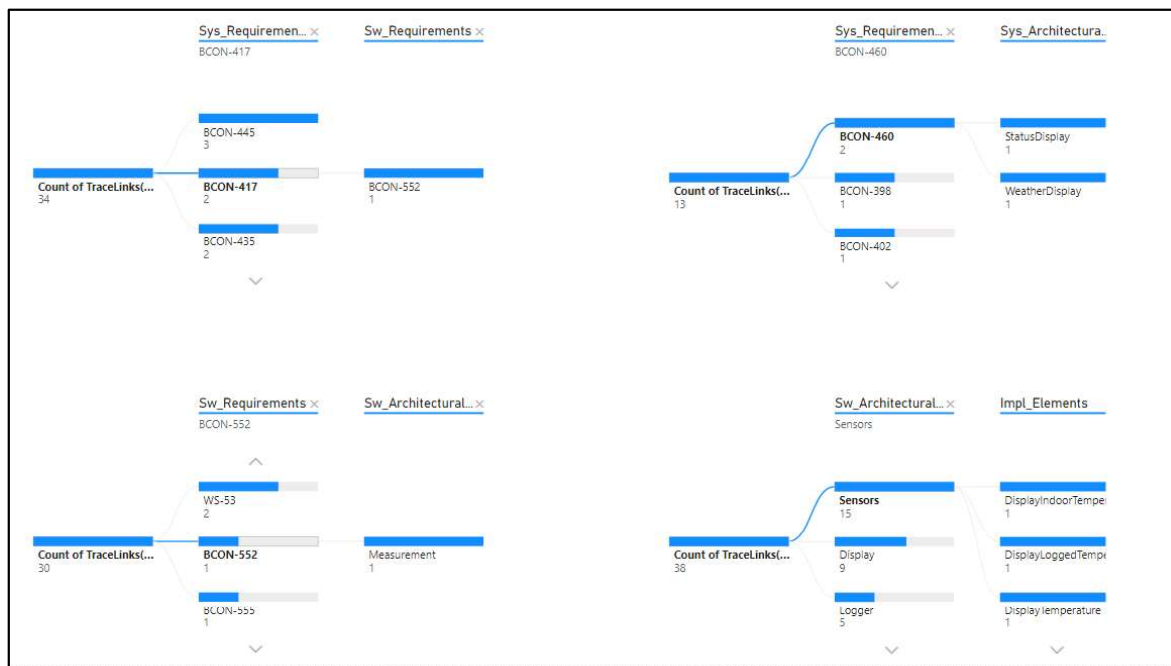 Sys_Requiremen... ×
Sw_Requirements ×
BCON-417
BCON-445
3
Count of TraceLinks(...
34
BCON-417
2
BCON-552
1
BCON-435
2
Sys_Requiremen... ×
Sys_Architectura..
BCON-460
BCON-460
2
StatusDisplay
1
Count of TraceLinks(...
13
BCON-398
1
WeatherDisplay
1
BCON-402
1
Sw_Requirements ×
Sw_Architectural... ×
BCON-552
WS-53
2
Count of TraceLinks(...
30
BCON-552
1
Measurement
1
BCON-555
1
Sw_Architectural... ×
Impl_Elements
Sensors
Sensors
15
DisplayIndoorTemper
1
Count of TraceLinks(...
38
Display
9
DisplayLoggedTempe
1
Logger
5
DisplayTemperature
1